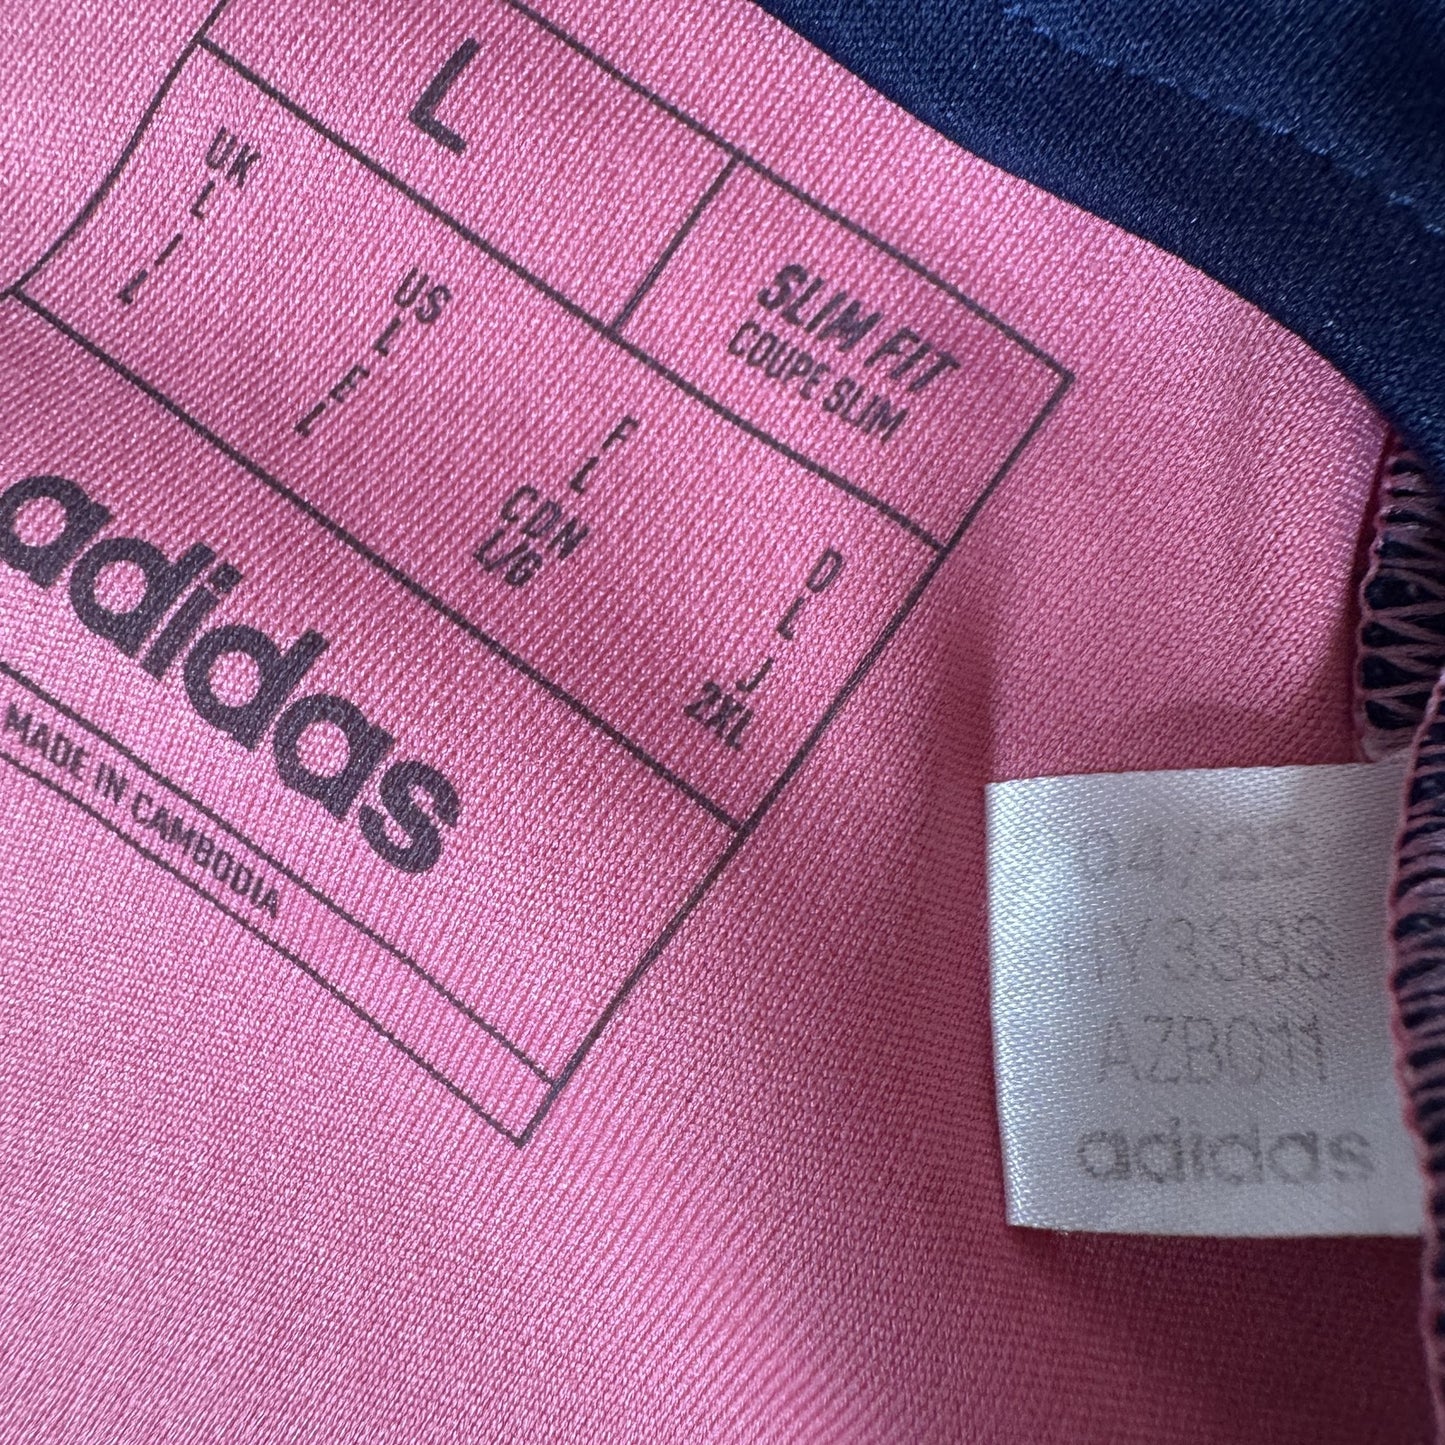 L
SLIM FIT
COUPE SLIM
UK
L
I
L
US
L
E
L
F
L
CDN
L/G
D
L
J
2XL
adidas
MADE IN CAMBODIA
AZB011
adidas